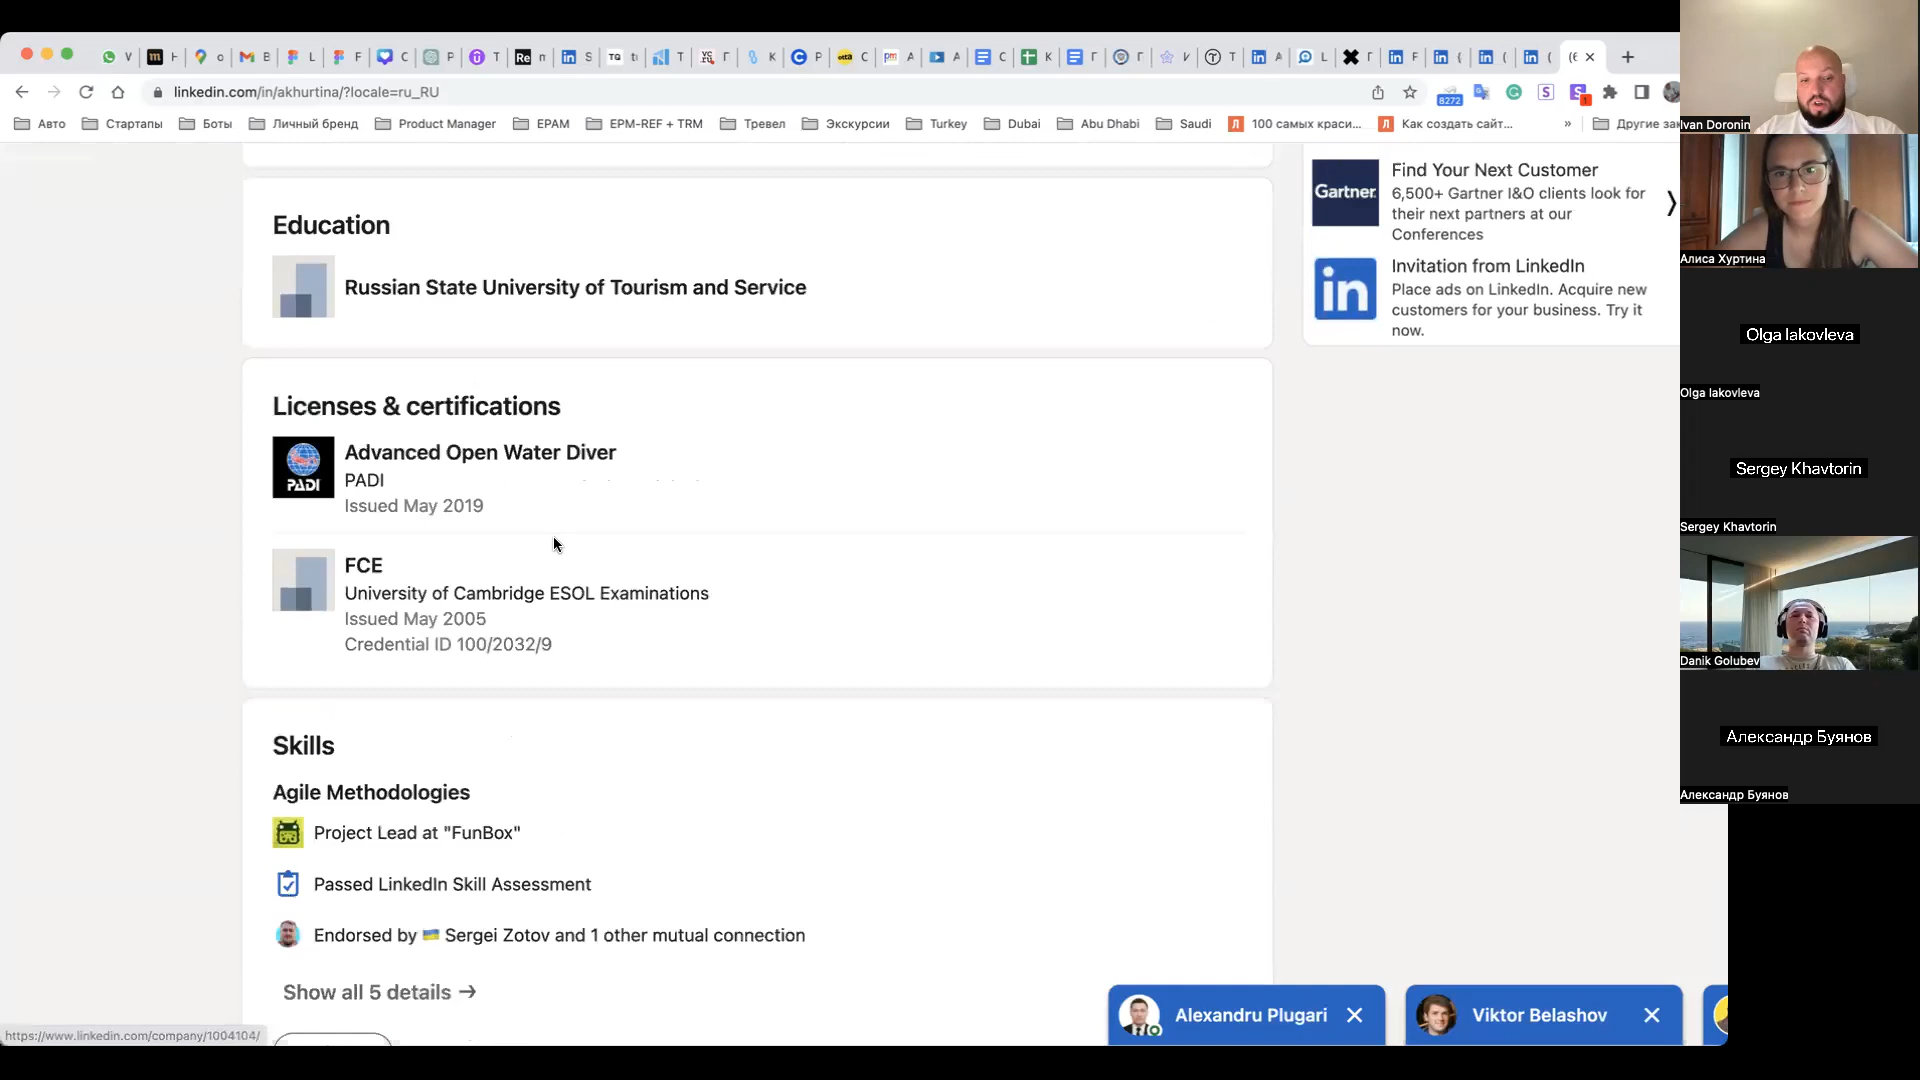 linkedin.com/in/akhurtina/?locale=ru_RU
8272
1
Авто
Стартапы
Боты
Личный бренд
Product Manager
EPAM
EPM-REF + TRM
Тревел
Экскурсии
Turkey
Dubai
Abu Dhabi
Saudi
100 самых краси...
Как создать сайт...
»
Другие зак
Education
Russian State University of Tourism and Service
Licenses & certifications
PADI
Advanced Open Water Diver
PADI
Issued May 2019
FCE
University of Cambridge ESOL Examinations
Issued May 2005
Credential ID 100/2032/9
Skills
Agile Methodologies
Project Lead at "FunBox"
Passed LinkedIn Skill Assessment
Endorsed by Sergei Zotov and 1 other mutual connection
Show all 5 details →
https://www.linkedin.com/company/1004104/
Gartner
Find Your Next Customer
6,500+ Gartner I&O clients look for
their next partners at our
Conferences
in
Invitation from LinkedIn
Place ads on LinkedIn. Acquire new
customers for your business. Try it
now.
Alexandru Plugari
Viktor Belashov
Ivan Doronin
Алиса Хуртина
Olga Iakovleva
Olga Iakovleva
Sergey Khavtorin
Sergey Khavtorin
Danik Golubev
Александр Буянов
Александр Буянов